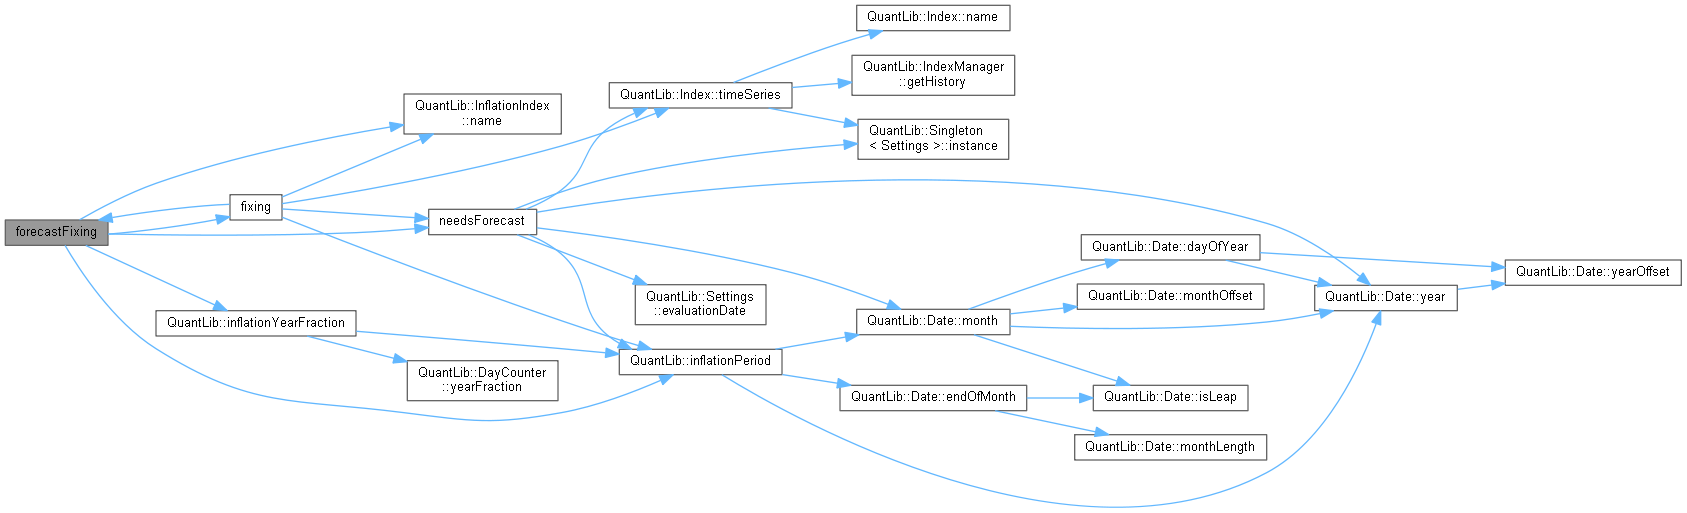 QuantLib::Index::name
QuantLib::IndexManager
::getHistory
QuantLib::Index::timeSeries
QuantLib::InflationIndex
::name
QuantLib::Singleton
< Settings >::instance
fixing
needsForecast
forecastFixing
QuantLib::Date::dayOfYear
QuantLib::Date::yearOffset
QuantLib::Settings
::evaluationDate
QuantLib::Date::monthOffset
QuantLib::Date::year
QuantLib::inflationYearFraction
QuantLib::Date::month
QuantLib::inflationPeriod
QuantLib::DayCounter
::yearFraction
QuantLib::Date::endOfMonth
QuantLib::Date::isLeap
QuantLib::Date::monthLength